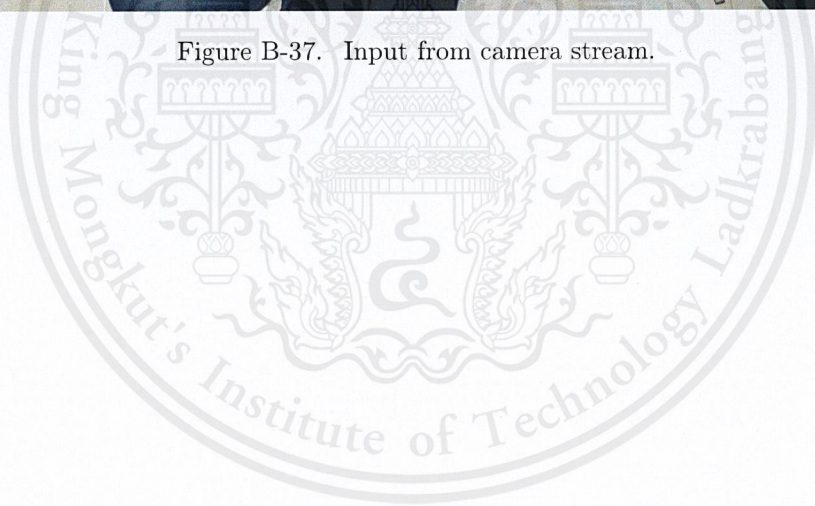 Figure B-37. Input from camera stream.
King Mongkut's Institute of Technology Ladkrabang